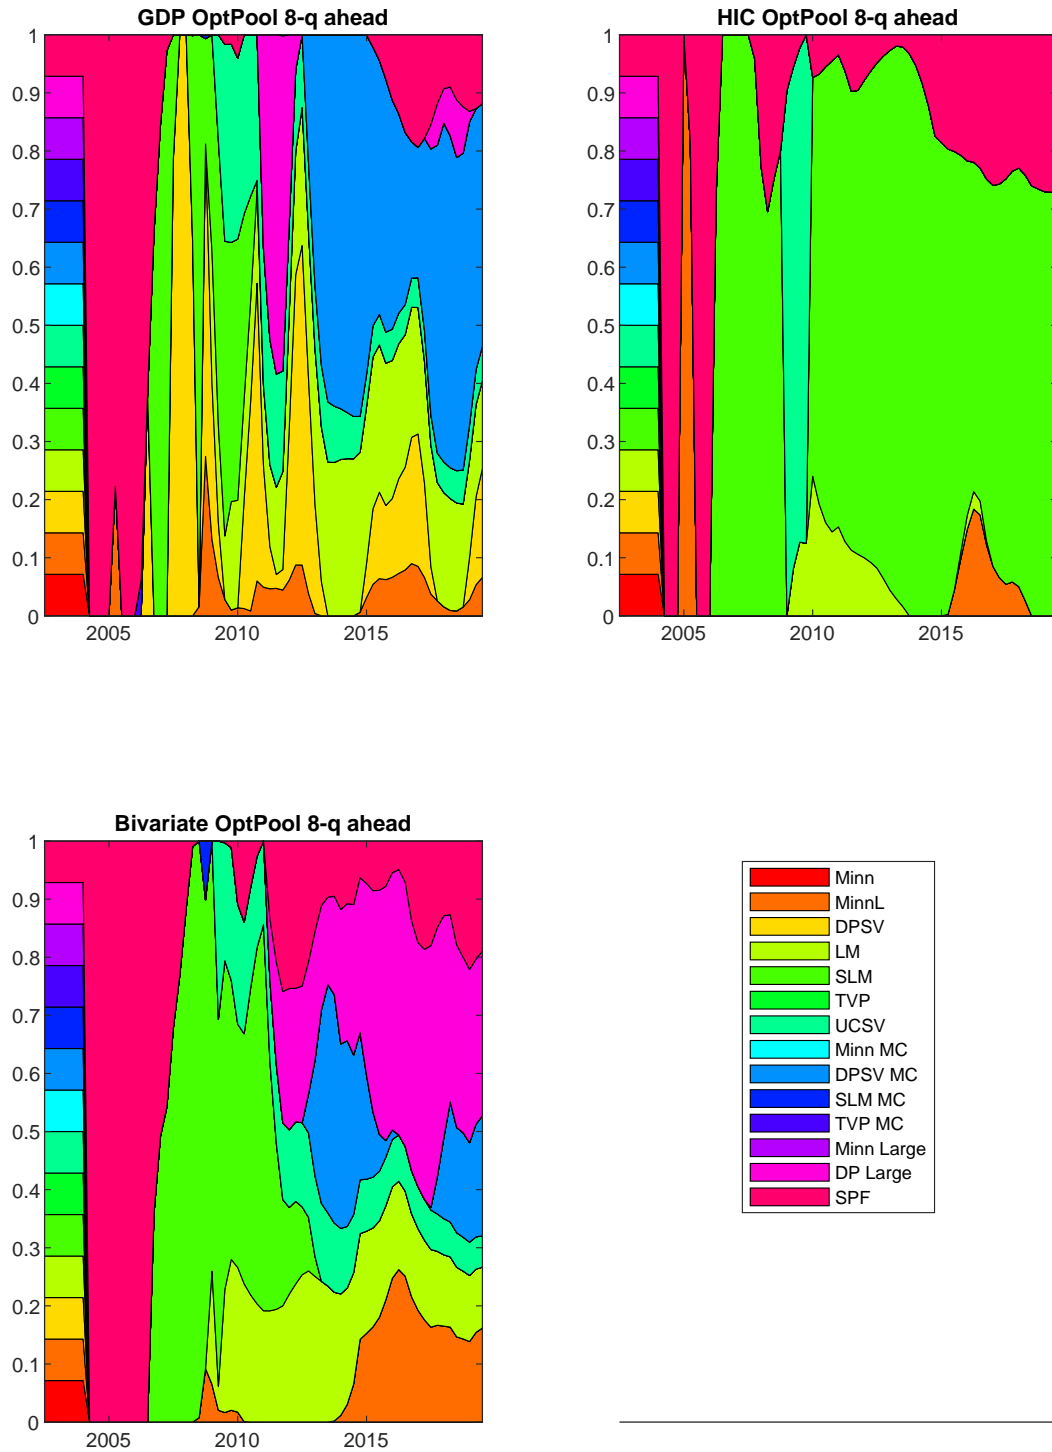 GDP OptPool 8-q ahead
1
0.9
0.8
0.7
0.6
0.5
0.4
0.3
0.2
0.1
0
2005 2010 2015
HIC OptPool 8-q ahead
1
0.9
0.8
0.7
0.6
0.5
0.4
0.3
0.2
0.1
0
2005 2010 2015
Bivariate OptPool 8-q ahead
1
0.9
0.8
0.7
0.6
0.5
0.4
0.3
0.2
0.1
0
2005 2010 2015
Minn
MinnL
DPSV
LM
SLM
TVP
UCSV
Minn MC
DPSV MC
SLM MC
TVP MC
Minn Large
DP Large
SPF